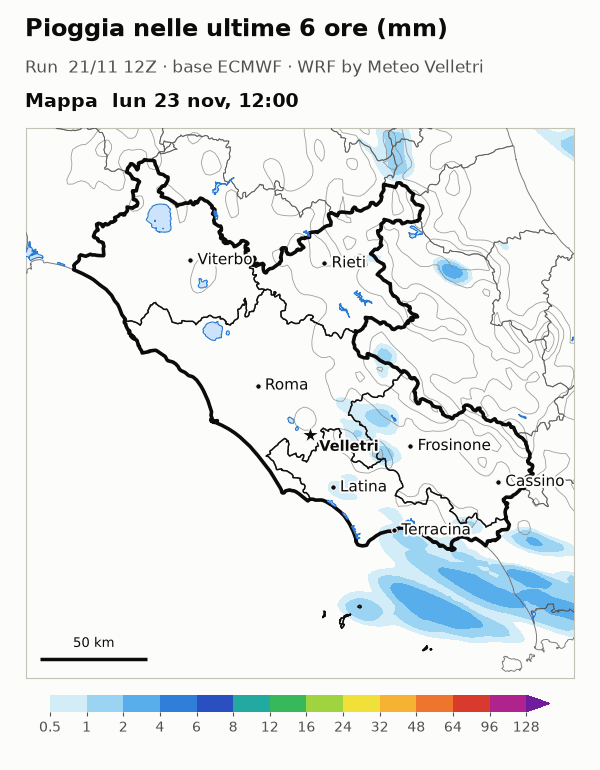 Pioggia nelle ultime 6 ore (mm)
Run  21/11 12Z · base ECMWF · WRF by Meteo Velletri
Mappa  lun 23 nov, 12:00
Viterbo
Rieti
Roma
Velletri
Frosinone
Cassino
Latina
Terracina
50 km
0.5 1 2 4 6 8 12 16 24 32 48 64 96 128